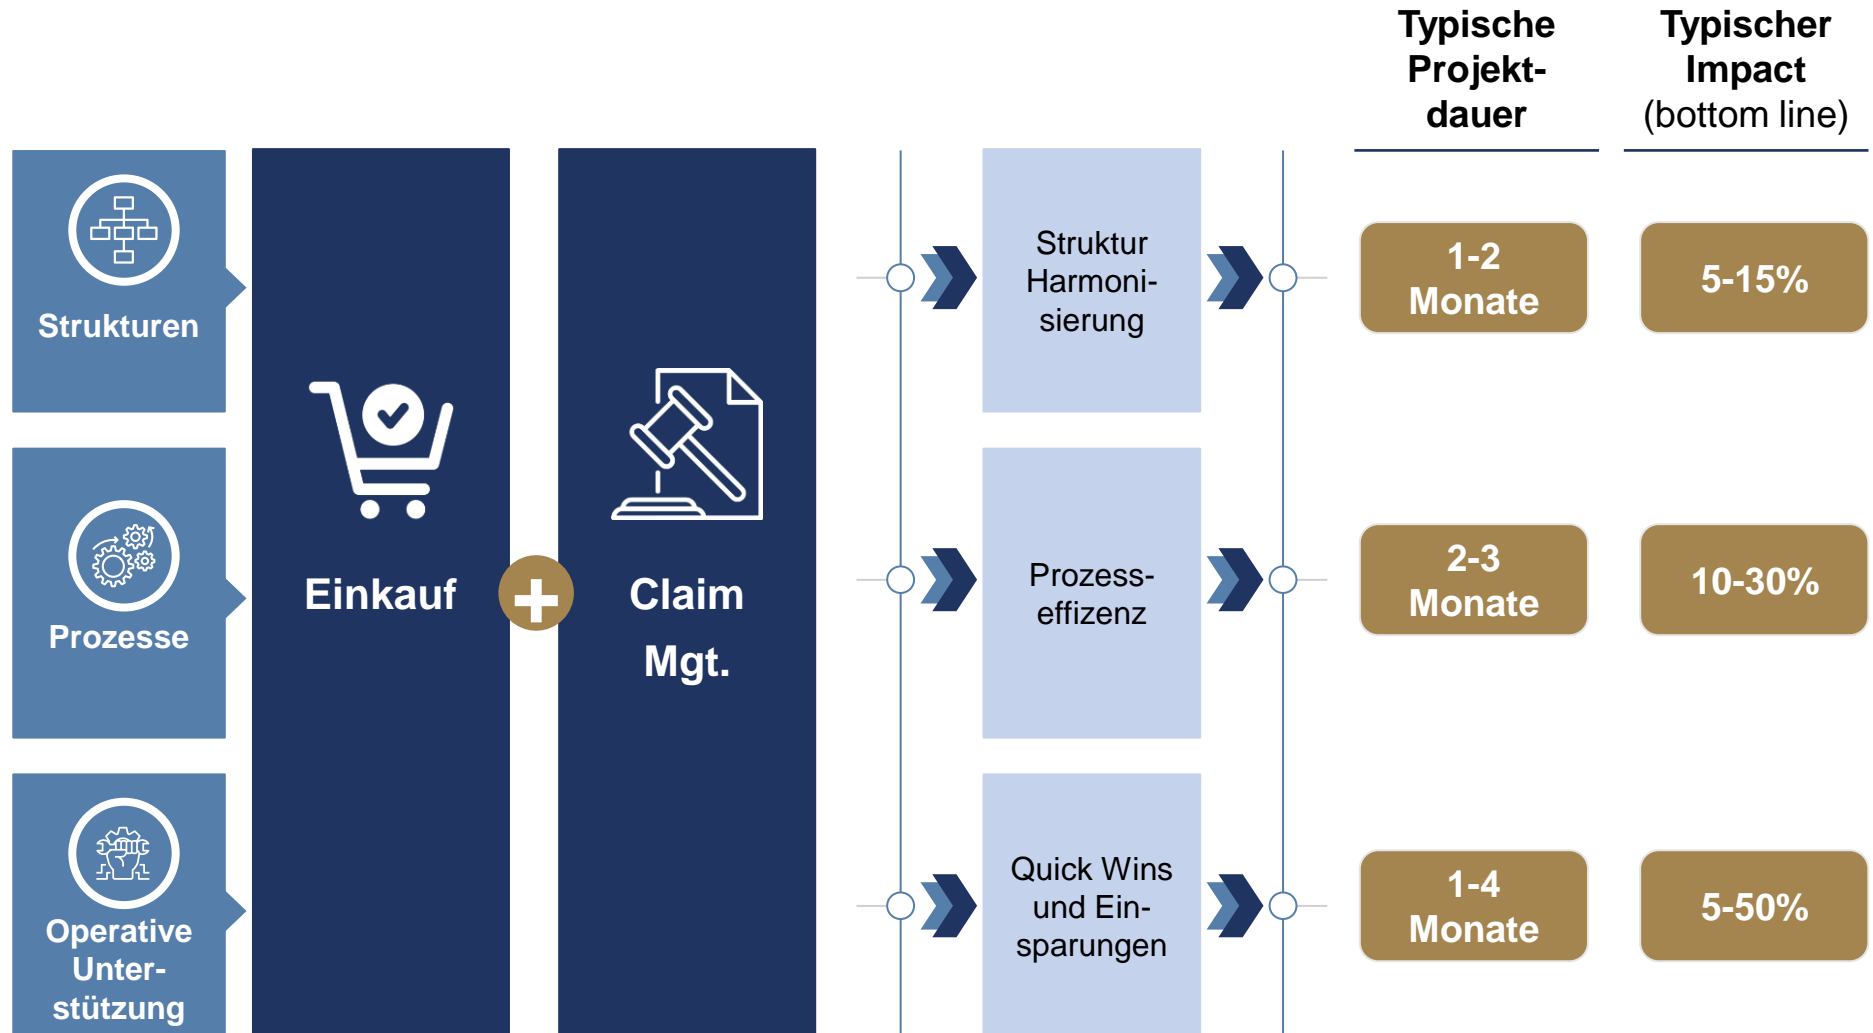 Typische
Projekt-
dauer
Typischer
Impact
(bottom line)
Strukturen
Struktur
Harmoni-
sierung
1-2
Monate
5-15%
Prozesse
Einkauf
+
Claim
Mgt.
Prozess-
effizenz
2-3
Monate
10-30%
Operative
Unter-
stützung
Quick Wins
und Ein-
sparungen
1-4
Monate
5-50%